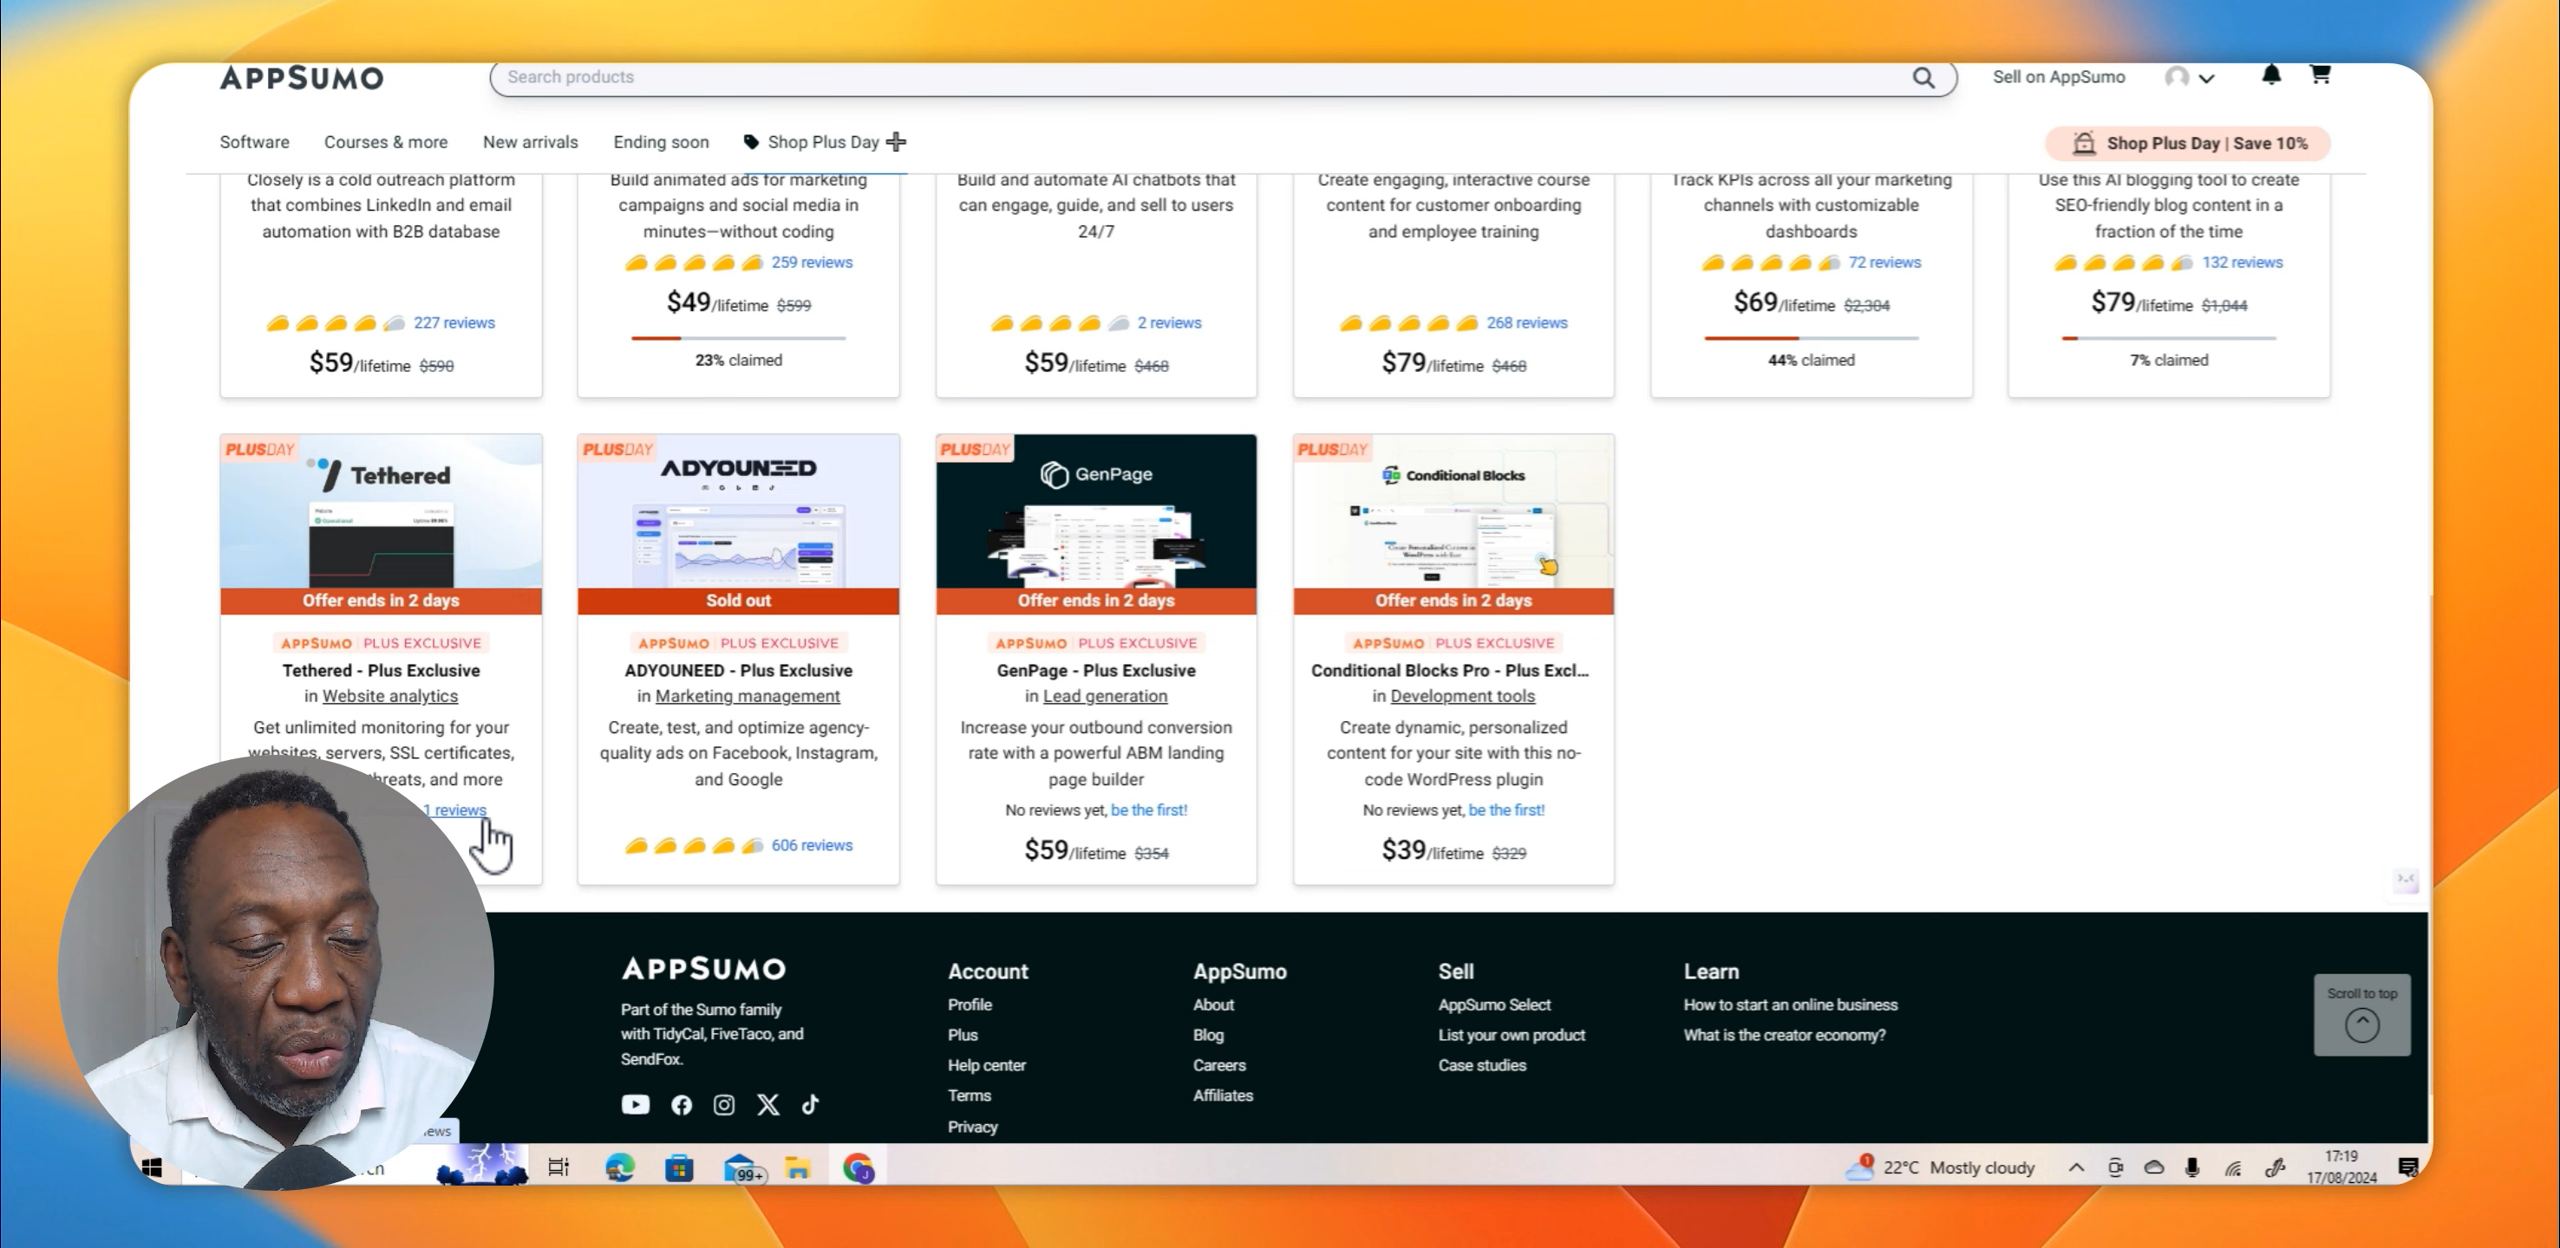 APPSUMO
Search products
Sell on AppSumo
Software
Courses & more
New arrivals
Ending soon
Shop Plus Day
Shop Plus Day | Save 10%
Closely is a cold outreach platform
that combines LinkedIn and email
automation with B2B database
227 reviews
$59/lifetime $590
Build animated ads for marketing
campaigns and social media in
minutes—without coding
259 reviews
$49/lifetime $599
23% claimed
Build and automate AI chatbots that
can engage, guide, and sell to users
24/7
2 reviews
$59/lifetime $468
Create engaging, interactive course
content for customer onboarding
and employee training
268 reviews
$79/lifetime $468
Track KPIs across all your marketing
channels with customizable
dashboards
72 reviews
$69/lifetime $2,304
44% claimed
Use this AI blogging tool to create
SEO-friendly blog content in a
fraction of the time
132 reviews
$79/lifetime $1,044
7% claimed
PLUSDAY
Tethered
Offer ends in 2 days
APPSUMO PLUS EXCLUSIVE
Tethered - Plus Exclusive
in Website analytics
Get unlimited monitoring for your
websites, servers, SSL certificates,
threats, and more
1 reviews
PLUSDAY
ADYOUNEED
Sold out
APPSUMO PLUS EXCLUSIVE
ADYOUNEED - Plus Exclusive
in Marketing management
Create, test, and optimize agency-
quality ads on Facebook, Instagram,
and Google
606 reviews
PLUSDAY
GenPage
Offer ends in 2 days
APPSUMO PLUS EXCLUSIVE
GenPage - Plus Exclusive
in Lead generation
Increase your outbound conversion
rate with a powerful ABM landing
page builder
No reviews yet, be the first!
$59/lifetime $354
PLUSDAY
Conditional Blocks
Offer ends in 2 days
APPSUMO PLUS EXCLUSIVE
Conditional Blocks Pro - Plus Excl...
in Development tools
Create dynamic, personalized
content for your site with this no-
code WordPress plugin
No reviews yet, be the first!
$39/lifetime $329
APPSUMO
Part of the Sumo family
with TidyCal, FiveTaco, and
SendFox.
Account
Profile
Plus
Help center
Terms
Privacy
AppSumo
About
Blog
Careers
Affiliates
Sell
AppSumo Select
List your own product
Case studies
Learn
How to start an online business
What is the creator economy?
Scroll to top
99+
1
22°C Mostly cloudy
17:19
17/08/2024